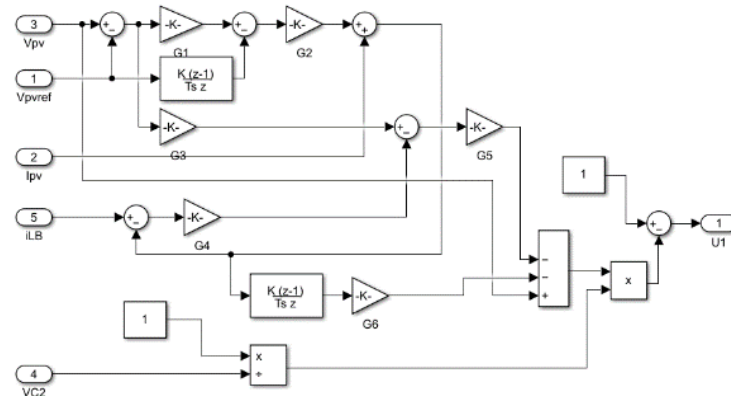 3
Vpv
+
-
-K-
G1
+
-
-K-
G2
+
+
1
Vpvref
K (z-1)
Ts z
-K-
G3
+
-
-K-
G5
2
Ipv
1
+
-
1
U1
5
iLB
+
-
-K-
G4
-
-
+
x
K (z-1)
Ts z
-K-
G6
1
x
÷
4
VC2